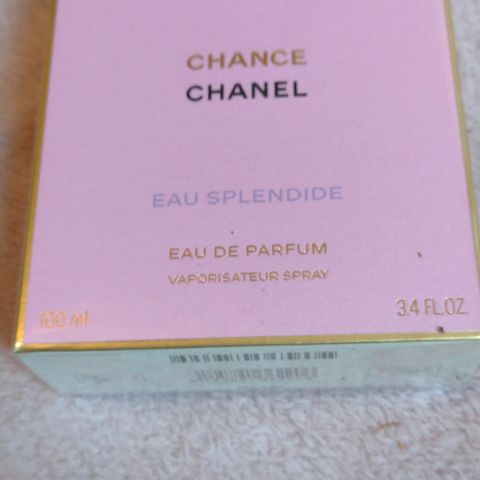 CHANCE
CHANEL
EAU SPLENDIDE
EAU DE PARFUM
VAPORISATEUR SPRAY
100 ml
3.4 FL.OZ.